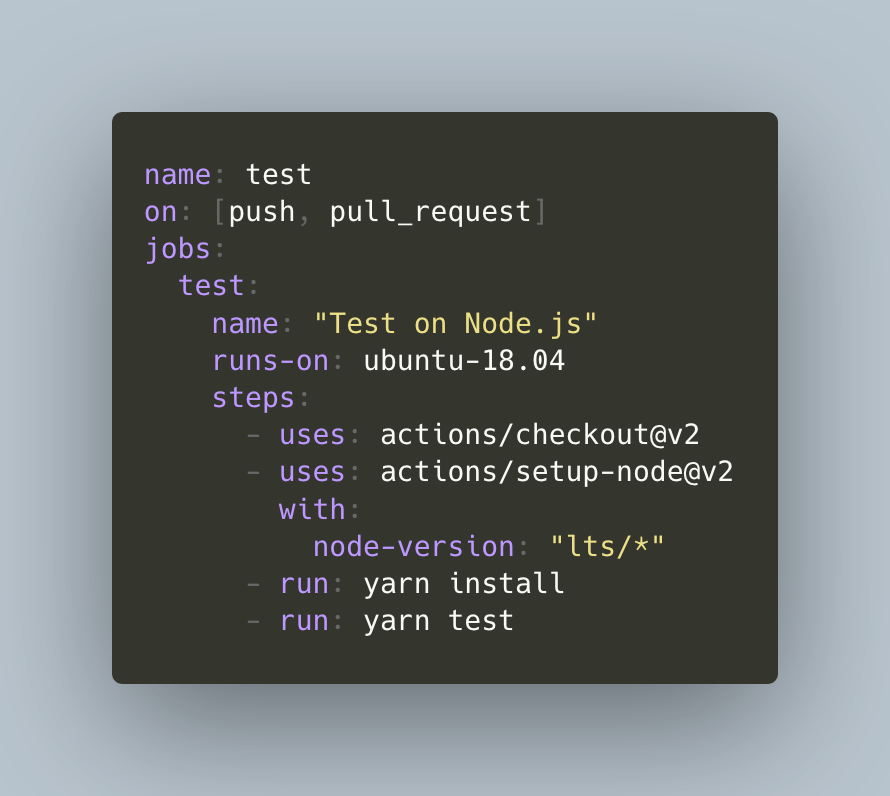 name: test
on: [push, pull_request]
jobs:
  test:
    name: "Test on Node.js"
    runs-on: ubuntu-18.04
    steps:
      - uses: actions/checkout@v2
      - uses: actions/setup-node@v2
        with:
          node-version: "lts/*"
      - run: yarn install
      - run: yarn test